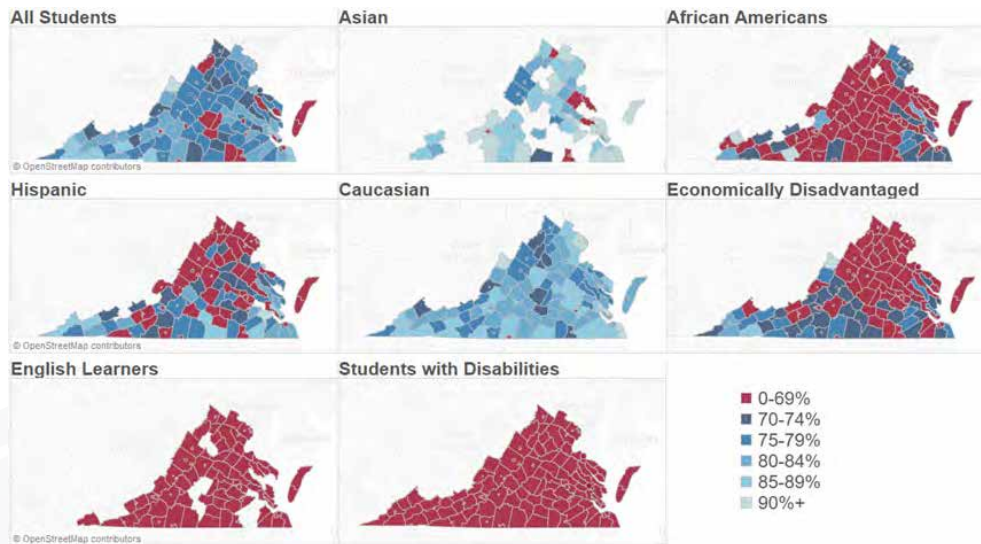 All Students
Asian
African Americans
© OpenStreetMap contributors
Hispanic
Caucasian
Economically Disadvantaged
© OpenStreetMap contributors
English Learners
Students with Disabilities
0-69%
70-74%
75-79%
80-84%
85-89%
90%+
© OpenStreetMap contributors